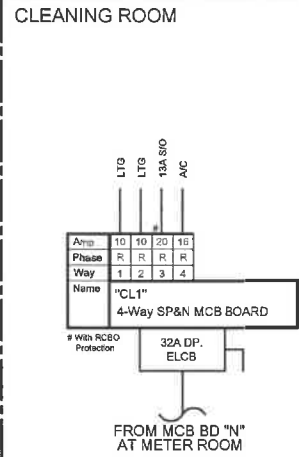 CLEANING ROOM
LTG
LTG
13A S/O
A/C
#
Amp 10 10 20 16
Phase R R R R
Way 1 2 3 4
Name "CL1"
4-Way SP&N MCB BOARD
# With RCBO
Protection
32A DP.
ELCB
FROM MCB BD "N"
AT METER ROOM